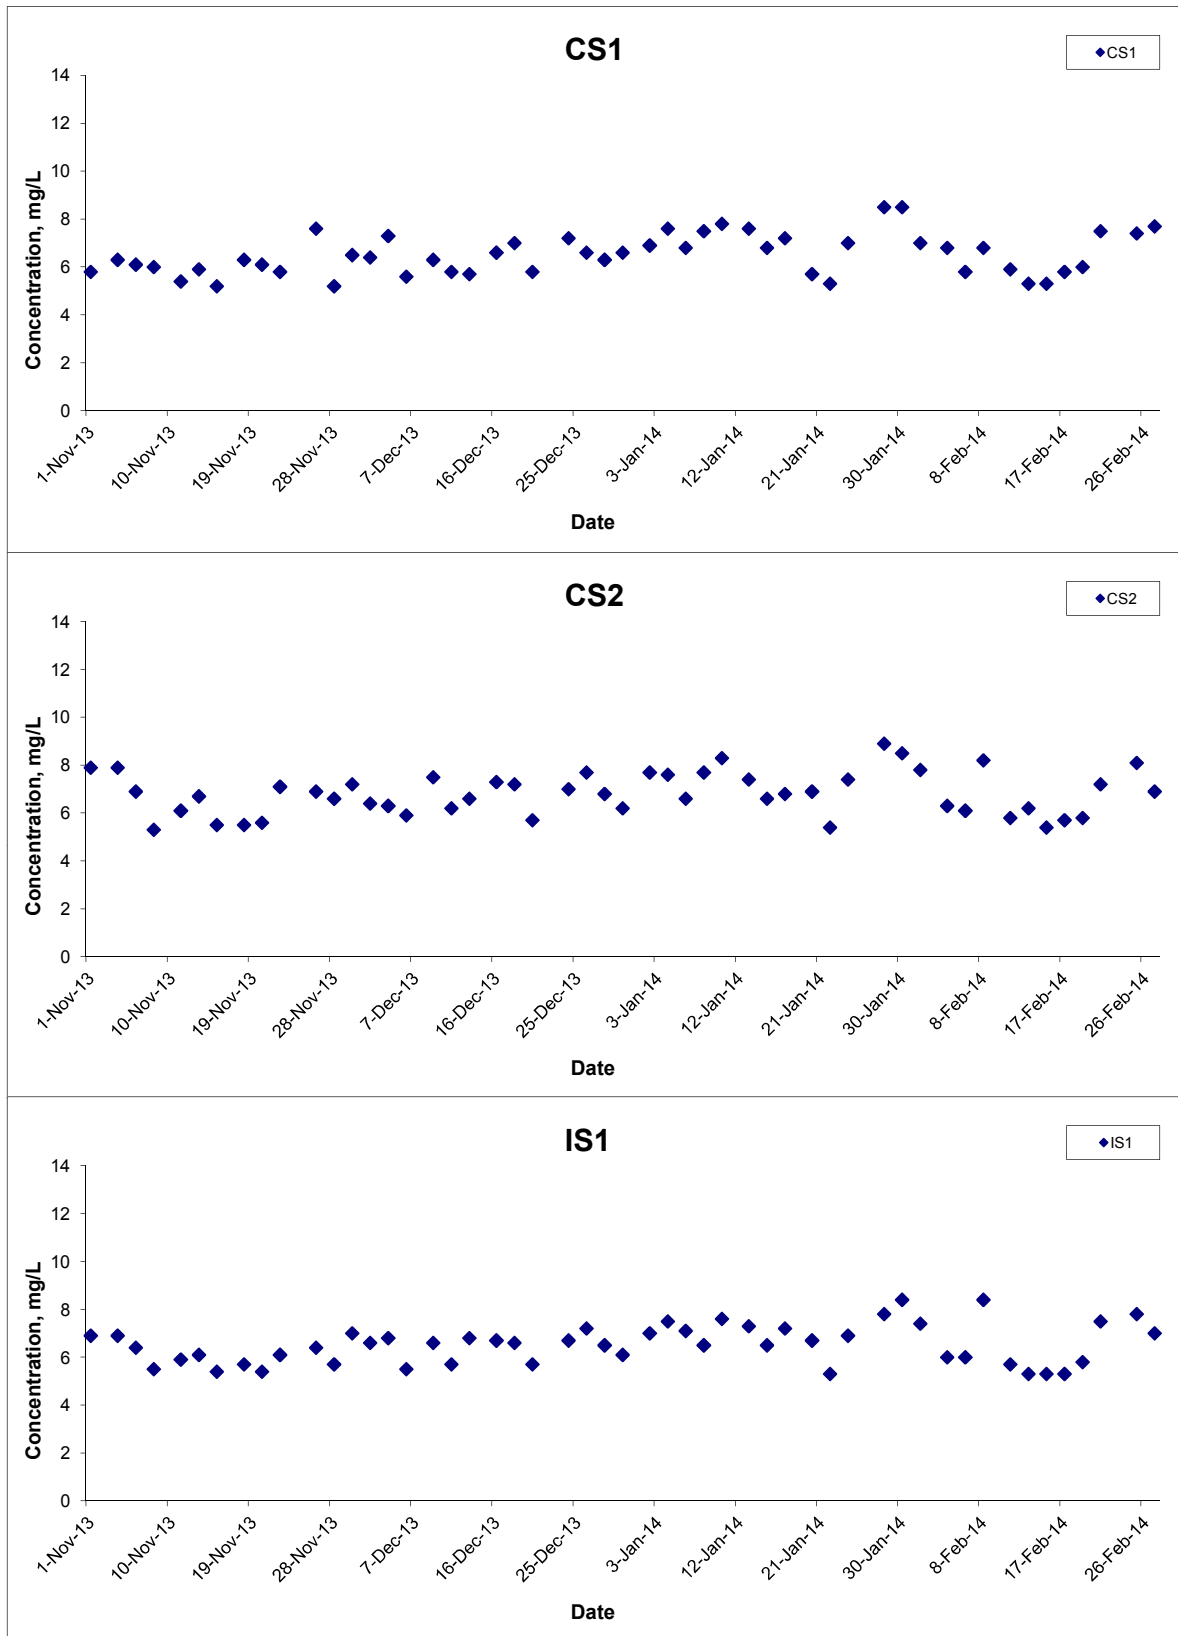 CS1
CS1
14
12
10
8
6
4
2
0
Concentration, mg/L
1-Nov-13
10-Nov-13
19-Nov-13
28-Nov-13
7-Dec-13
16-Dec-13
25-Dec-13
3-Jan-14
12-Jan-14
21-Jan-14
30-Jan-14
8-Feb-14
17-Feb-14
26-Feb-14
Date
CS2
CS2
14
12
10
8
6
4
2
0
Concentration, mg/L
1-Nov-13
10-Nov-13
19-Nov-13
28-Nov-13
7-Dec-13
16-Dec-13
25-Dec-13
3-Jan-14
12-Jan-14
21-Jan-14
30-Jan-14
8-Feb-14
17-Feb-14
26-Feb-14
Date
IS1
IS1
14
12
10
8
6
4
2
0
Concentration, mg/L
1-Nov-13
10-Nov-13
19-Nov-13
28-Nov-13
7-Dec-13
16-Dec-13
25-Dec-13
3-Jan-14
12-Jan-14
21-Jan-14
30-Jan-14
8-Feb-14
17-Feb-14
26-Feb-14
Date